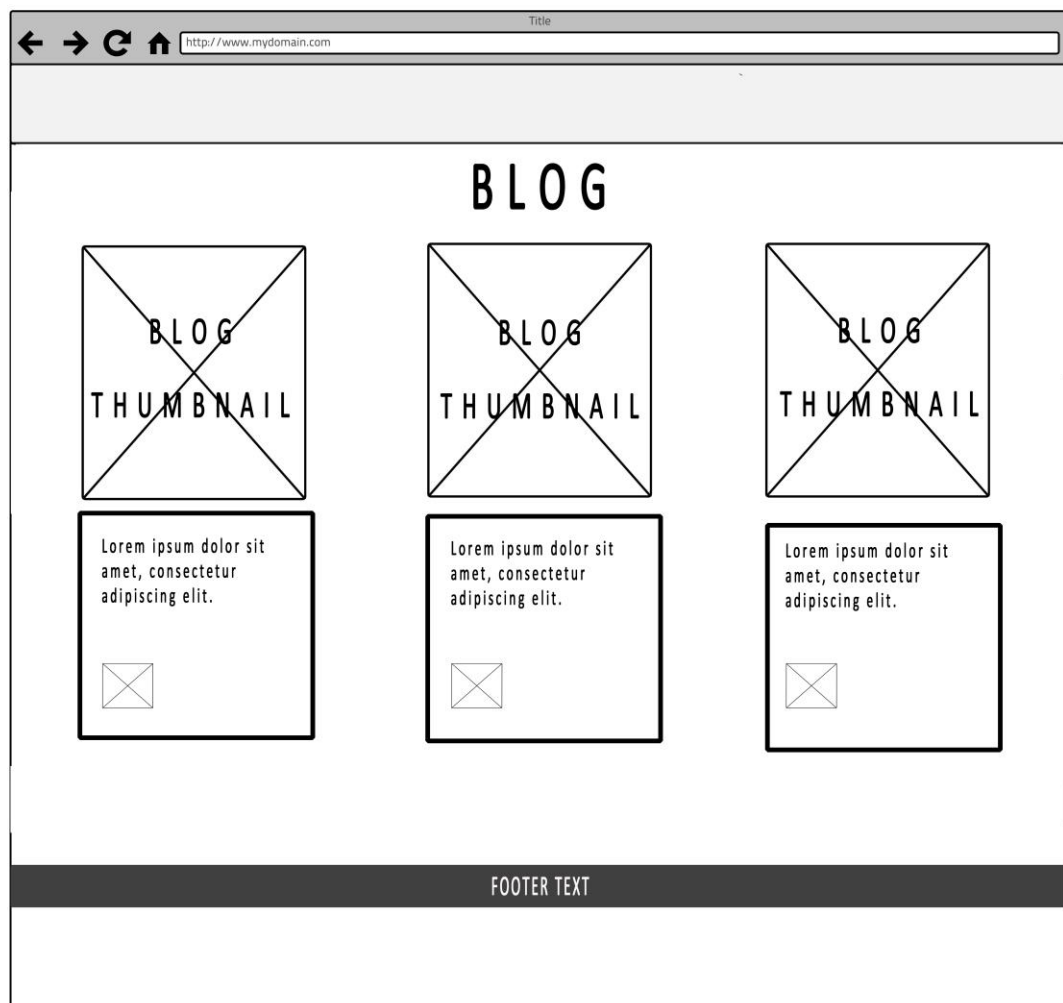 Title
http://www.mydomain.com
BLOG
BLOG
THUMBNAIL
BLOG
THUMBNAIL
BLOG
THUMBNAIL
Lorem ipsum dolor sit
amet, consectetur
adipiscing elit.
Lorem ipsum dolor sit
amet, consectetur
adipiscing elit.
Lorem ipsum dolor sit
amet, consectetur
adipiscing elit.
FOOTER TEXT